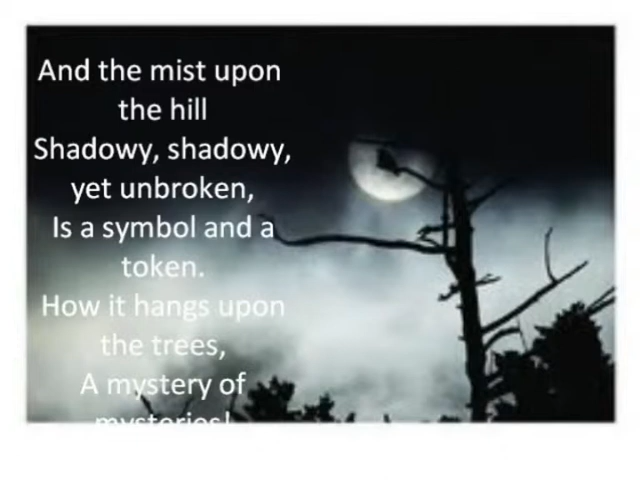 And the mist upon
the hill
Shadowy, shadowy,
yet unbroken,
Is a symbol and a
token.
How it hangs upon
the trees,
A mystery of
mysteries!